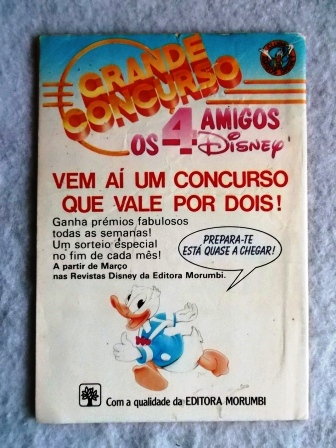 GRANDE
CONCURSO
OS 4 AMIGOS
Disney
VEM AÍ UM CONCURSO
QUE VALE POR DOIS!
Ganha prémios fabulosos
todas as semanas!
Um sorteio especial
no fim de cada mês!
A partir de Março
nas Revistas Disney da Editora Morumbi.
PREPARA-TE
ESTÁ QUASE A CHEGAR!
Com a qualidade da EDITORA MORUMBI